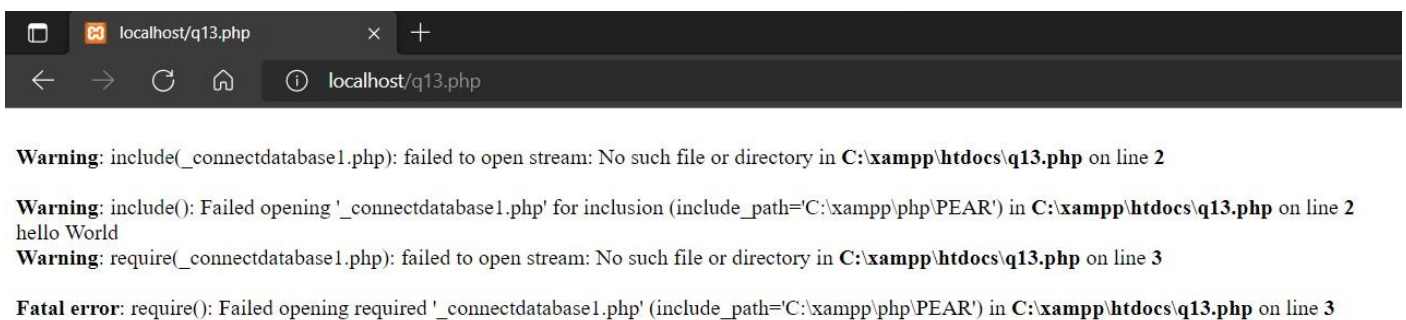 localhost/q13.php
localhost/q13.php
Warning: include(_connectdatabase1.php): failed to open stream: No such file or directory in C:\xampp\htdocs\q13.php on line 2
Warning: include(): Failed opening '_connectdatabase1.php' for inclusion (include_path='C:\xampp\php\PEAR') in C:\xampp\htdocs\q13.php on line 2
hello World
Warning: require(_connectdatabase1.php): failed to open stream: No such file or directory in C:\xampp\htdocs\q13.php on line 3
Fatal error: require(): Failed opening required '_connectdatabase1.php' (include_path='C:\xampp\php\PEAR') in C:\xampp\htdocs\q13.php on line 3